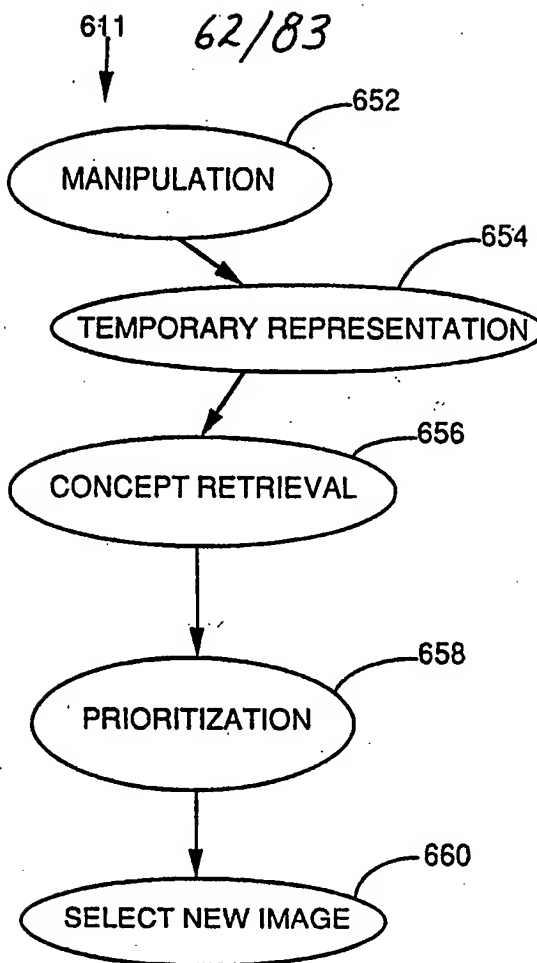 611 62/83
652
MANIPULATION
654
TEMPORARY REPRESENTATION
656
CONCEPT RETRIEVAL
658
PRIORITIZATION
660
SELECT NEW IMAGE